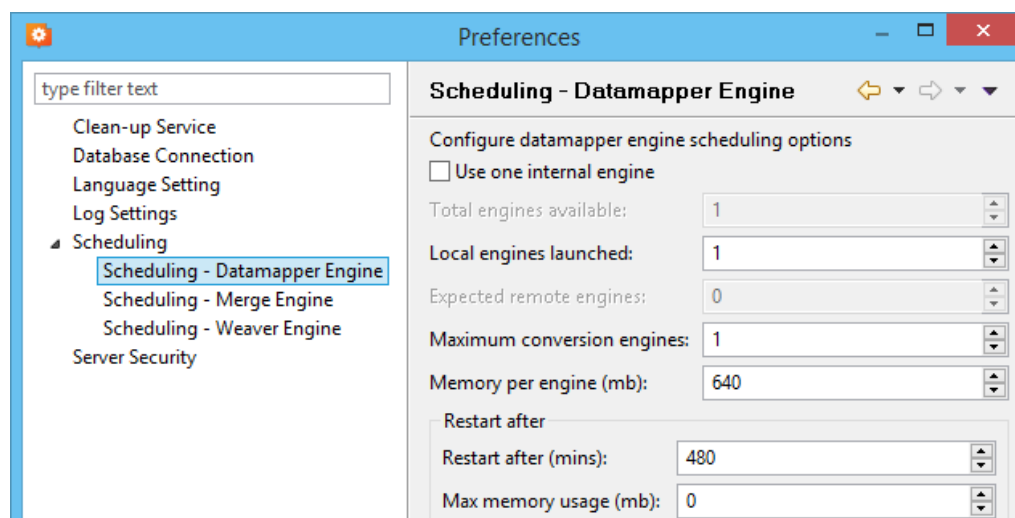 Preferences
type filter text
Clean-up Service
Database Connection
Language Setting
Log Settings
Scheduling
Scheduling - Datamapper Engine
Scheduling - Merge Engine
Scheduling - Weaver Engine
Server Security
Scheduling - Datamapper Engine
Configure datamapper engine scheduling options
Use one internal engine
Total engines available: 1
Local engines launched: 1
Expected remote engines: 0
Maximum conversion engines: 1
Memory per engine (mb): 640
Restart after
Restart after (mins): 480
Max memory usage (mb): 0